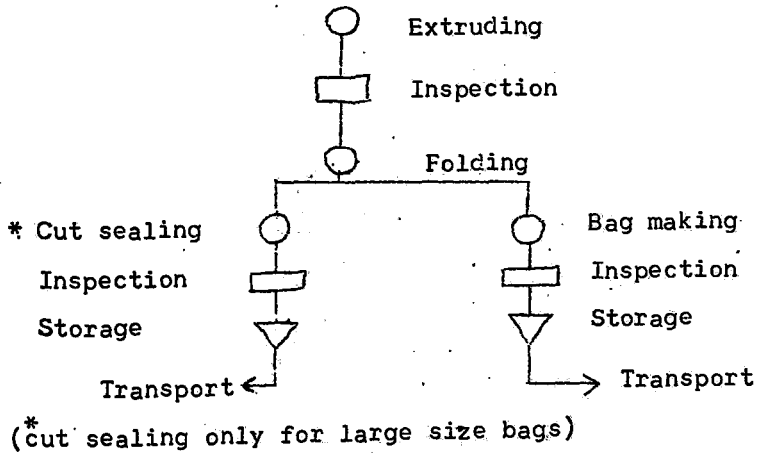 Extruding
Inspection
Folding
* Cut sealing
Bag making
Inspection
Inspection
Storage
Storage
Transport
Transport
(*cut sealing only for large size bags)